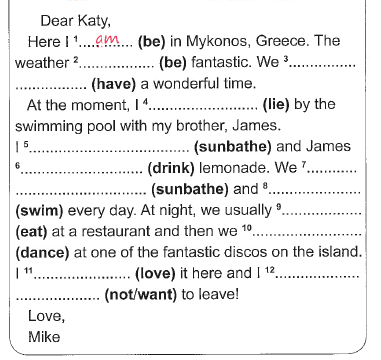 Dear Katy,
Here I ¹....am.... (be) in Mykonos, Greece. The
weather ².................... (be) fantastic. We ³.................
.................. (have) a wonderful time.
At the moment, I ⁴............................ (lie) by the
swimming pool with my brother, James.
I ⁵........................................ (sunbathe) and James
⁶............................... (drink) lemonade. We ⁷............
................................. (sunbathe) and ⁸.......................
(swim) every day. At night, we usually ⁹....................
(eat) at a restaurant and then we ¹⁰...........................
(dance) at one of the fantastic discos on the island.
I ¹¹......................... (love) it here and I ¹²......................
..................... (not/want) to leave!
Love,
Mike